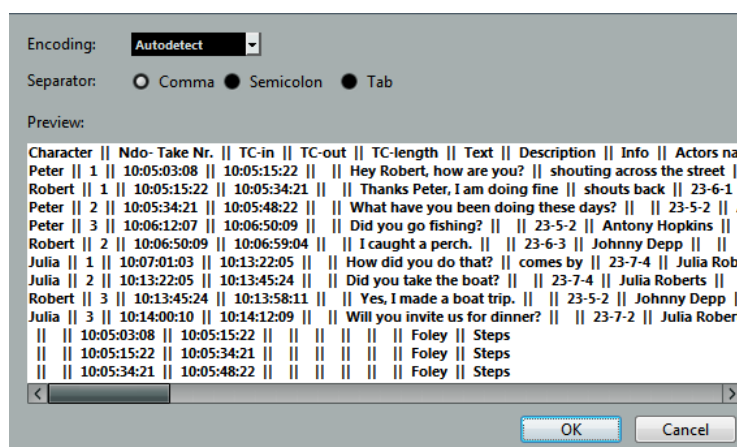 Encoding: Autodetect
Separator: Comma Semicolon Tab
Preview:
Character || Ndo- Take Nr. || TC-in || TC-out || TC-length || Text || Description || Info || Actors na
Peter || 1 || 10:05:03:08 || 10:05:15:22 || || Hey Robert, how are you? || shouting across the street ||
Robert || 1 || 10:05:15:22 || 10:05:34:21 || || Thanks Peter, I am doing fine || shouts back || 23-6-1
Peter || 2 || 10:05:34:21 || 10:05:48:22 || || What have you been doing these days? || || 23-5-2 ||
Peter || 3 || 10:06:12:07 || 10:06:50:09 || || Did you go fishing? || || 23-5-2 || Antony Hopkins ||
Robert || 2 || 10:06:50:09 || 10:06:59:04 || || I caught a perch. || || 23-6-3 || Johnny Depp || ||
Julia || 1 || 10:07:01:03 || 10:13:22:05 || || How did you do that? || comes by || 23-7-4 || Julia Rob
Julia || 2 || 10:13:22:05 || 10:13:45:24 || || Did you take the boat? || || 23-7-4 || Julia Roberts ||
Robert || 3 || 10:13:45:24 || 10:13:58:11 || || Yes, I made a boat trip. || || 23-5-2 || Johnny Depp ||
Julia || 3 || 10:14:00:10 || 10:14:12:09 || || Will you invite us for dinner? || || 23-7-2 || Julia Rober
|| || 10:05:03:08 || 10:05:15:22 || || || || || || Foley || Steps
|| || 10:05:15:22 || 10:05:34:21 || || || || || || Foley || Steps
|| || 10:05:34:21 || 10:05:48:22 || || || || || || Foley || Steps
OK Cancel